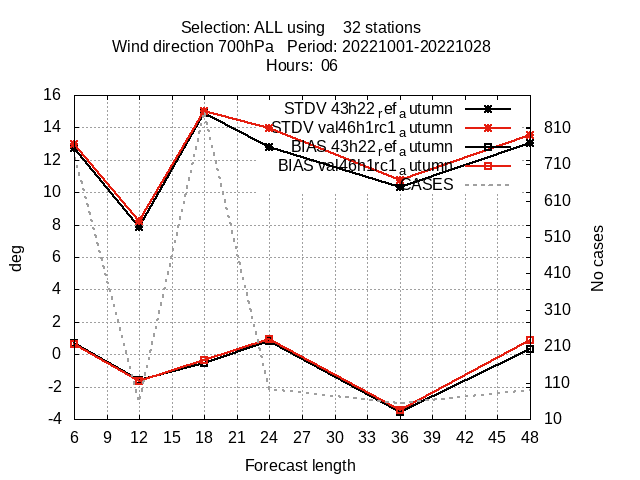 Selection: ALL using    32 stations
Wind direction 700hPa   Period: 20221001-20221028
Hours:  06
STDV 43h22_ref_autumn
STDV val46h1rc1_autumn
BIAS 43h22_ref_autumn
BIAS val46h1rc1_autumn
CASES
16
14
12
10
8
6
4
2
0
-2
-4
deg
810
710
610
510
410
310
210
110
10
No cases
6 9 12 15 18 21 24 27 30 33 36 39 42 45 48
Forecast length